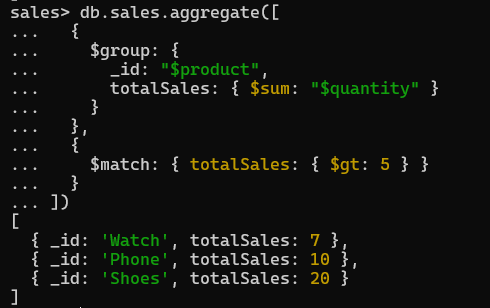 sales> db.sales.aggregate([
...   {
...     $group: {
...       _id: "$product",
...       totalSales: { $sum: "$quantity" }
...     }
...   },
...   {
...     $match: { totalSales: { $gt: 5 } }
...   }
... ])
[
  { _id: 'Watch', totalSales: 7 },
  { _id: 'Phone', totalSales: 10 },
  { _id: 'Shoes', totalSales: 20 }
]